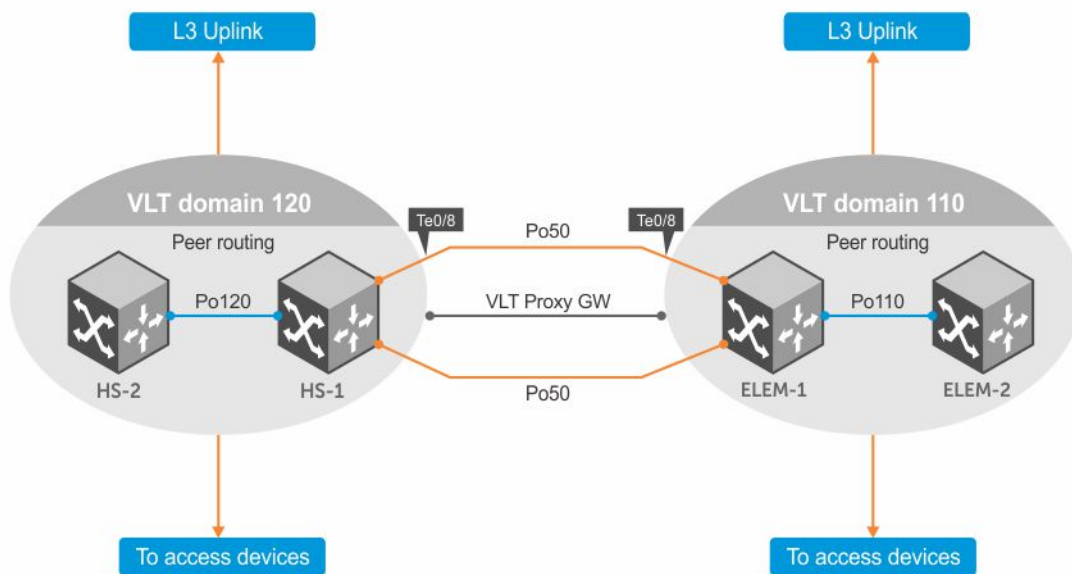 L3 Uplink
L3 Uplink
VLT domain 120
VLT domain 110
Te0/8
Te0/8
Peer routing
Po50
Peer routing
Po120
VLT Proxy GW
Po110
HS-2
HS-1
Po50
ELEM-1
ELEM-2
To access devices
To access devices